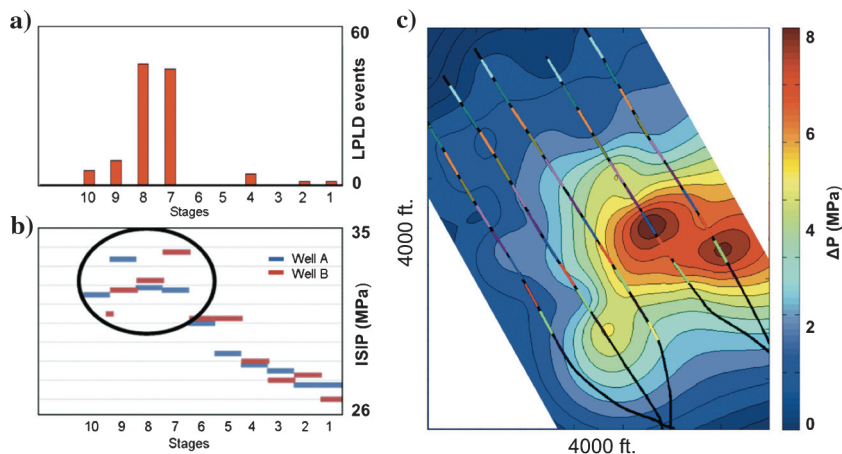 a)
60
LPLD events
0
10 9 8 7 6 5 4 3 2 1
Stages
b)
35
Well A
Well B
ISIP (MPa)
26
10 9 8 7 6 5 4 3 2 1
Stages
c)
4000 ft.
4000 ft.
8
6
4
2
0
ΔP (MPa)